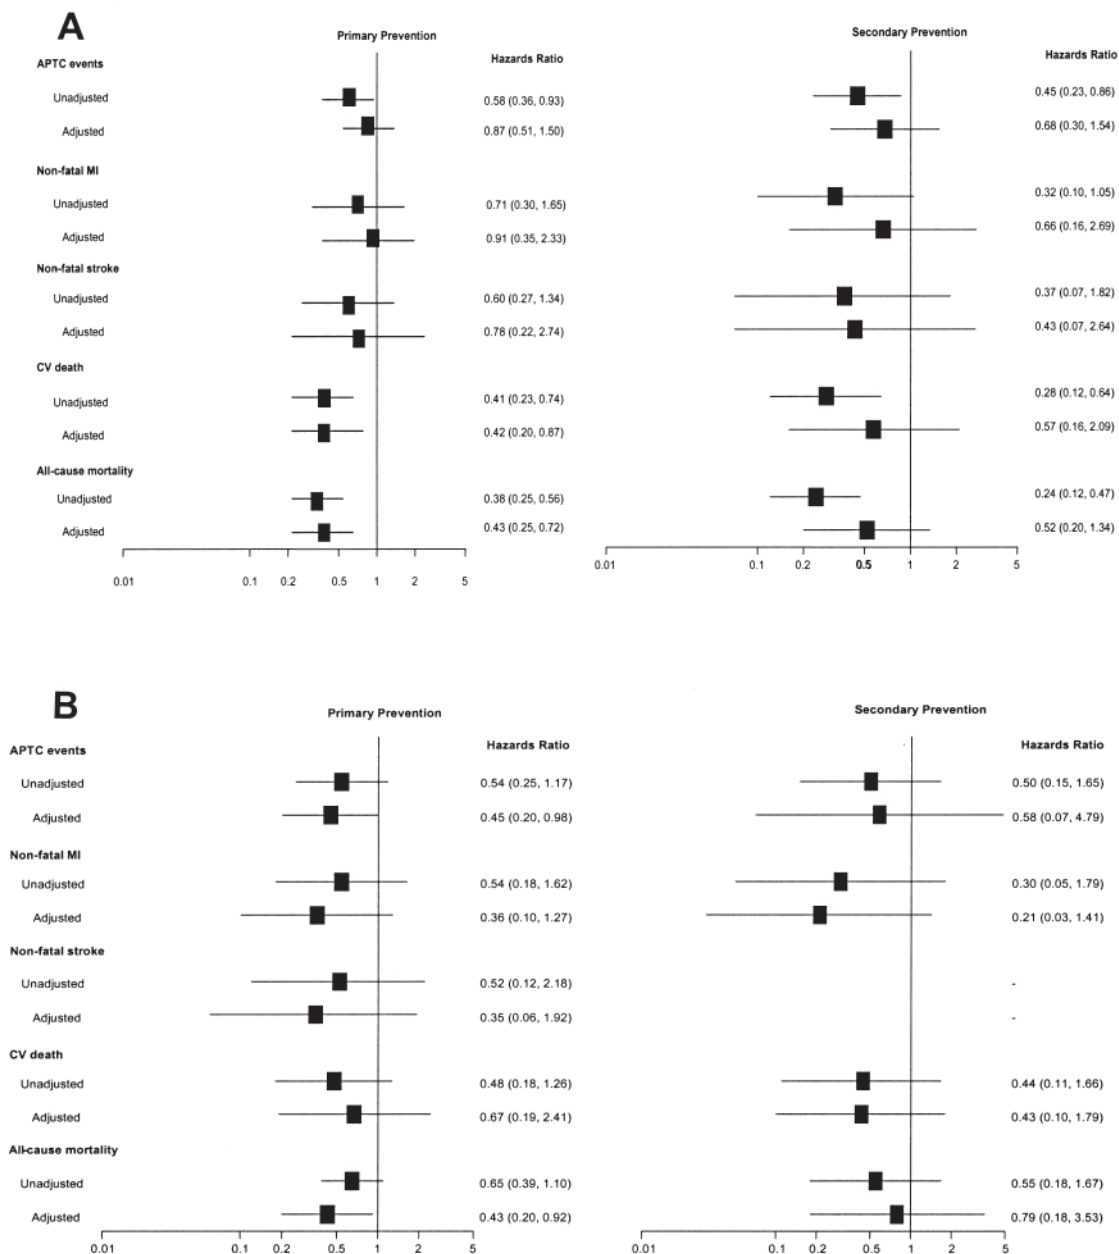 A
Primary Prevention
Hazards Ratio
APTC events
Unadjusted 0.58 (0.36, 0.93)
Adjusted 0.87 (0.51, 1.50)
Non-fatal MI
Unadjusted 0.71 (0.30, 1.65)
Adjusted 0.91 (0.35, 2.33)
Non-fatal stroke
Unadjusted 0.60 (0.27, 1.34)
Adjusted 0.78 (0.22, 2.74)
CV death
Unadjusted 0.41 (0.23, 0.74)
Adjusted 0.42 (0.20, 0.87)
All-cause mortality
Unadjusted 0.38 (0.25, 0.56)
Adjusted 0.43 (0.25, 0.72)
0.01 0.1 0.2 0.5 1 2 5
Secondary Prevention
Hazards Ratio
0.45 (0.23, 0.86)
0.68 (0.30, 1.54)
0.32 (0.10, 1.05)
0.66 (0.16, 2.69)
0.37 (0.07, 1.82)
0.43 (0.07, 2.64)
0.28 (0.12, 0.64)
0.57 (0.16, 2.09)
0.24 (0.12, 0.47)
0.52 (0.20, 1.34)
0.01 0.1 0.2 0.5 1 2 5
B
Primary Prevention
Hazards Ratio
APTC events
Unadjusted 0.54 (0.25, 1.17)
Adjusted 0.45 (0.20, 0.98)
Non-fatal MI
Unadjusted 0.54 (0.18, 1.62)
Adjusted 0.36 (0.10, 1.27)
Non-fatal stroke
Unadjusted 0.52 (0.12, 2.18)
Adjusted 0.35 (0.06, 1.92)
CV death
Unadjusted 0.48 (0.18, 1.26)
Adjusted 0.67 (0.19, 2.41)
All-cause mortality
Unadjusted 0.65 (0.39, 1.10)
Adjusted 0.43 (0.20, 0.92)
0.01 0.1 0.2 0.5 1 2 5
Secondary Prevention
Hazards Ratio
0.50 (0.15, 1.65)
0.58 (0.07, 4.79)
0.30 (0.05, 1.79)
0.21 (0.03, 1.41)
-
-
0.44 (0.11, 1.66)
0.43 (0.10, 1.79)
0.55 (0.18, 1.67)
0.79 (0.18, 3.53)
0.01 0.1 0.2 0.5 1 2 5